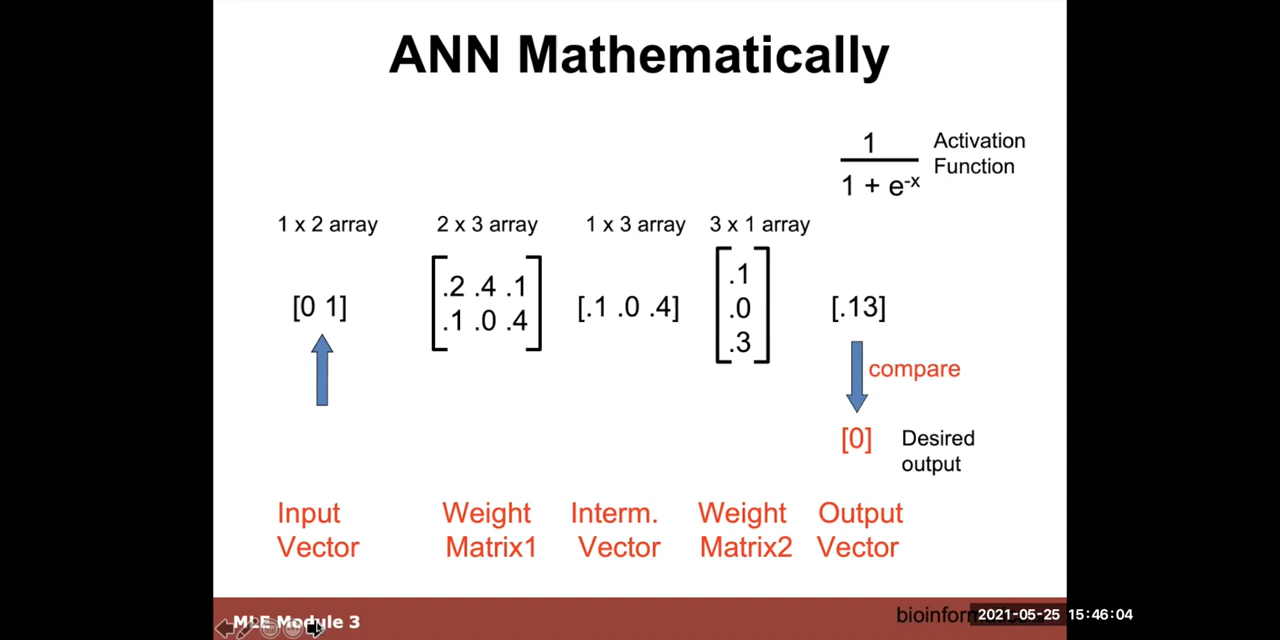 ANN Mathematically
1
1 + e-x
Activation
Function
1 x 2 array
2 x 3 array
1 x 3 array
3 x 1 array
[0 1]
.2 .4 .1
.1 .0 .4
[.1 .0 .4]
.1
.0
.3
[.13]
compare
[0]
Desired
output
Input
Vector
Weight
Matrix1
Interm.
Vector
Weight
Matrix2
Output
Vector
MLE Module 3
2021-05-25 15:46:04